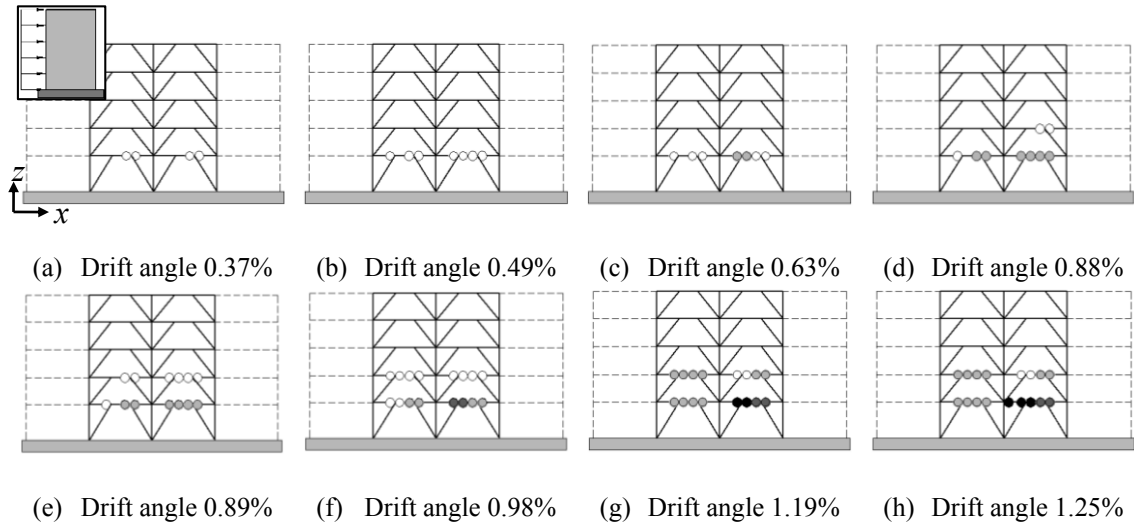 z
x
(a) Drift angle 0.37%
(b) Drift angle 0.49%
(c) Drift angle 0.63%
(d) Drift angle 0.88%
(e) Drift angle 0.89%
(f) Drift angle 0.98%
(g) Drift angle 1.19%
(h) Drift angle 1.25%